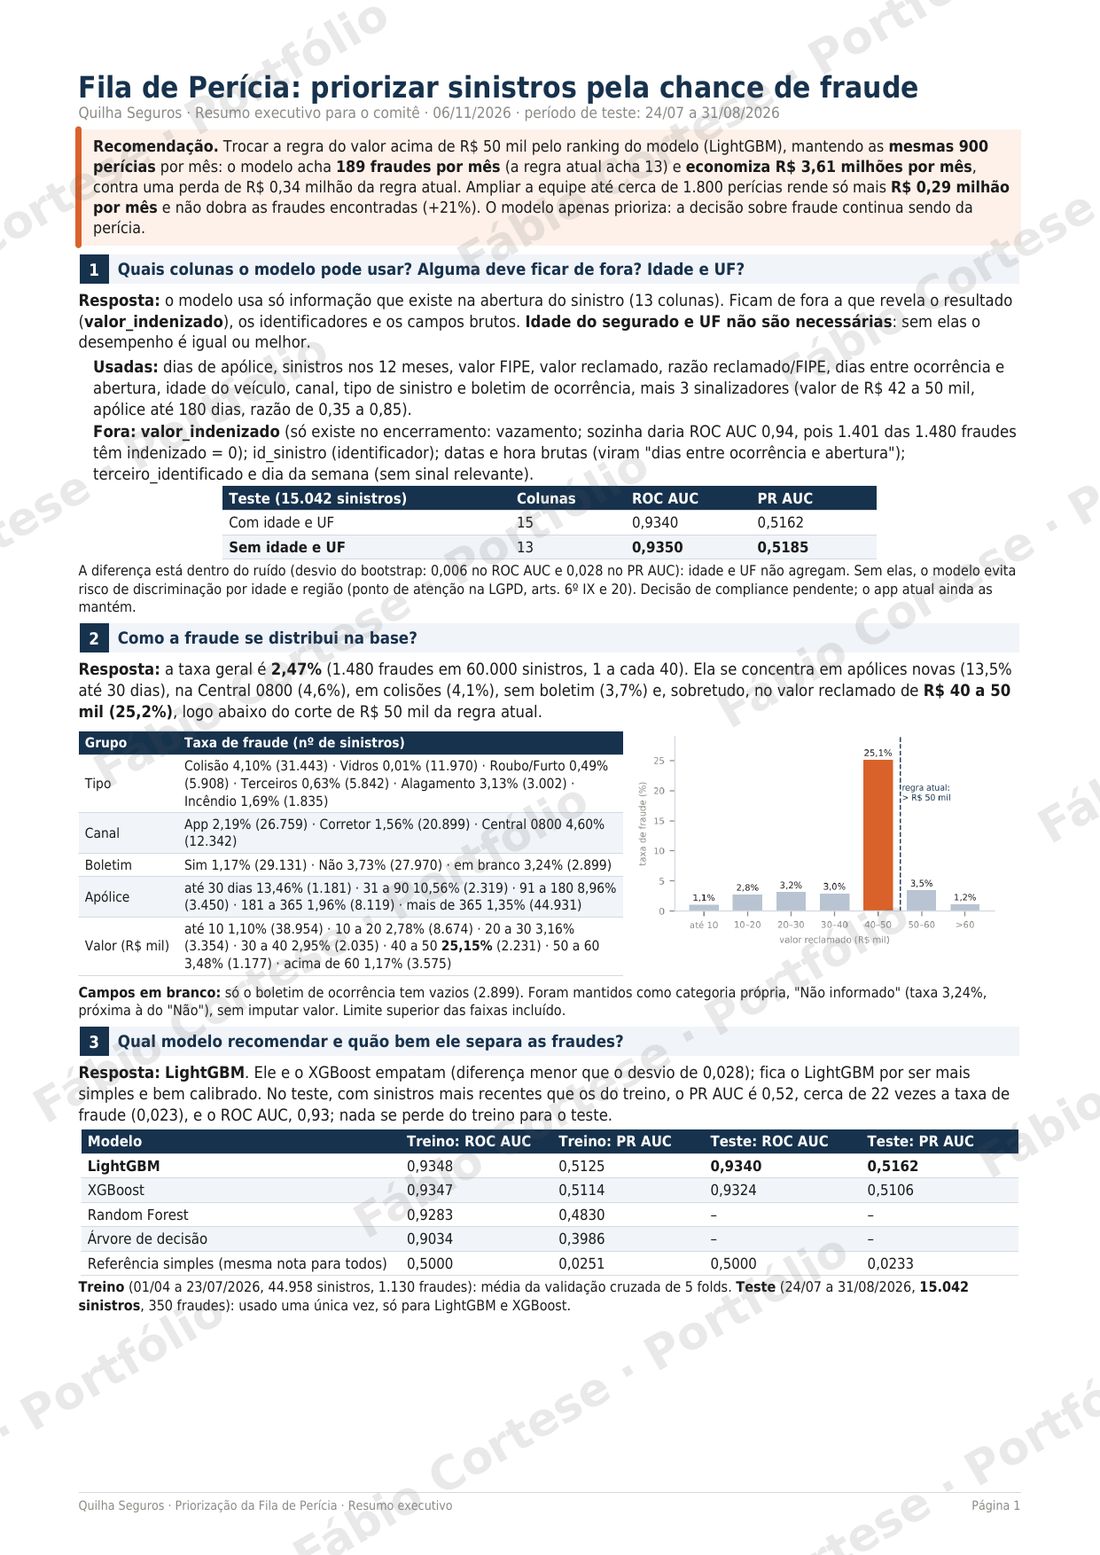 Fila de Perícia: priorizar sinistros pela chance de fraude
Quilha Seguros · Resumo executivo para o comitê · 06/11/2026 · período de teste: 24/07 a 31/08/2026
Recomendação. Trocar a regra do valor acima de R$ 50 mil pelo ranking do modelo (LightGBM), mantendo as mesmas 900
perícias por mês: o modelo acha 189 fraudes por mês (a regra atual acha 13) e economiza R$ 3,61 milhões por mês,
contra uma perda de R$ 0,34 milhão da regra atual. Ampliar a equipe até cerca de 1.800 perícias rende só mais R$ 0,29 milhão
por mês e não dobra as fraudes encontradas (+21%). O modelo apenas prioriza: a decisão sobre fraude continua sendo da
perícia.
1 Quais colunas o modelo pode usar? Alguma deve ficar de fora? Idade e UF?
Resposta: o modelo usa só informação que existe na abertura do sinistro (13 colunas). Ficam de fora a que revela o resultado
(valor_indenizado), os identificadores e os campos brutos. Idade do segurado e UF não são necessárias: sem elas o
desempenho é igual ou melhor.
Usadas: dias de apólice, sinistros nos 12 meses, valor FIPE, valor reclamado, razão reclamado/FIPE, dias entre ocorrência e
abertura, idade do veículo, canal, tipo de sinistro e boletim de ocorrência, mais 3 sinalizadores (valor de R$ 42 a 50 mil,
apólice até 180 dias, razão de 0,35 a 0,85).
Fora: valor_indenizado (só existe no encerramento: vazamento; sozinha daria ROC AUC 0,94, pois 1.401 das 1.480 fraudes
têm indenizado = 0); id_sinistro (identificador); datas e hora brutas (viram "dias entre ocorrência e abertura");
terceiro_identificado e dia da semana (sem sinal relevante).
Teste (15.042 sinistros) Colunas ROC AUC PR AUC
Com idade e UF 15 0,9340 0,5162
Sem idade e UF 13 0,9350 0,5185
A diferença está dentro do ruído (desvio do bootstrap: 0,006 no ROC AUC e 0,028 no PR AUC): idade e UF não agregam. Sem elas, o modelo evita
risco de discriminação por idade e região (ponto de atenção na LGPD, arts. 6º IX e 20). Decisão de compliance pendente; o app atual ainda as
mantém.
2 Como a fraude se distribui na base?
Resposta: a taxa geral é 2,47% (1.480 fraudes em 60.000 sinistros, 1 a cada 40). Ela se concentra em apólices novas (13,5%
até 30 dias), na Central 0800 (4,6%), em colisões (4,1%), sem boletim (3,7%) e, sobretudo, no valor reclamado de R$ 40 a 50
mil (25,2%), logo abaixo do corte de R$ 50 mil da regra atual.
Grupo Taxa de fraude (nº de sinistros)
Tipo
Colisão 4,10% (31.443) · Vidros 0,01% (11.970) · Roubo/Furto 0,49%
(5.908) · Terceiros 0,63% (5.842) · Alagamento 3,13% (3.002) ·
Incêndio 1,69% (1.835)
Canal
App 2,19% (26.759) · Corretor 1,56% (20.899) · Central 0800 4,60%
(12.342)
Boletim Sim 1,17% (29.131) · Não 3,73% (27.970) · em branco 3,24% (2.899)
Apólice
até 30 dias 13,46% (1.181) · 31 a 90 10,56% (2.319) · 91 a 180 8,96%
(3.450) · 181 a 365 1,96% (8.119) · mais de 365 1,35% (44.931)
Valor (R$ mil)
até 10 1,10% (38.954) · 10 a 20 2,78% (8.674) · 20 a 30 3,16%
(3.354) · 30 a 40 2,95% (2.035) · 40 a 50 25,15% (2.231) · 50 a 60
3,48% (1.177) · acima de 60 1,17% (3.575)
taxa de fraude (%)
25
20
15
10
5
0
1,1% 2,8% 3,2% 3,0% 25,1% 3,5% 1,2%
regra atual:
> R$ 50 mil
até 10 10–20 20–30 30–40 40–50 50–60 >60
valor reclamado (R$ mil)
Campos em branco: só o boletim de ocorrência tem vazios (2.899). Foram mantidos como categoria própria, "Não informado" (taxa 3,24%,
próxima à do "Não"), sem imputar valor. Limite superior das faixas incluído.
3 Qual modelo recomendar e quão bem ele separa as fraudes?
Resposta: LightGBM. Ele e o XGBoost empatam (diferença menor que o desvio de 0,028); fica o LightGBM por ser mais
simples e bem calibrado. No teste, com sinistros mais recentes que os do treino, o PR AUC é 0,52, cerca de 22 vezes a taxa de
fraude (0,023), e o ROC AUC, 0,93; nada se perde do treino para o teste.
Modelo Treino: ROC AUC Treino: PR AUC Teste: ROC AUC Teste: PR AUC
LightGBM 0,9348 0,5125 0,9340 0,5162
XGBoost 0,9347 0,5114 0,9324 0,5106
Random Forest 0,9283 0,4830 – –
Árvore de decisão 0,9034 0,3986 – –
Referência simples (mesma nota para todos) 0,5000 0,0251 0,5000 0,0233
Treino (01/04 a 23/07/2026, 44.958 sinistros, 1.130 fraudes): média da validação cruzada de 5 folds. Teste (24/07 a 31/08/2026, 15.042
sinistros, 350 fraudes): usado uma única vez, só para LightGBM e XGBoost.
Quilha Seguros · Priorização da Fila de Perícia · Resumo executivo Página 1
Fábio Cortese · Portfólio